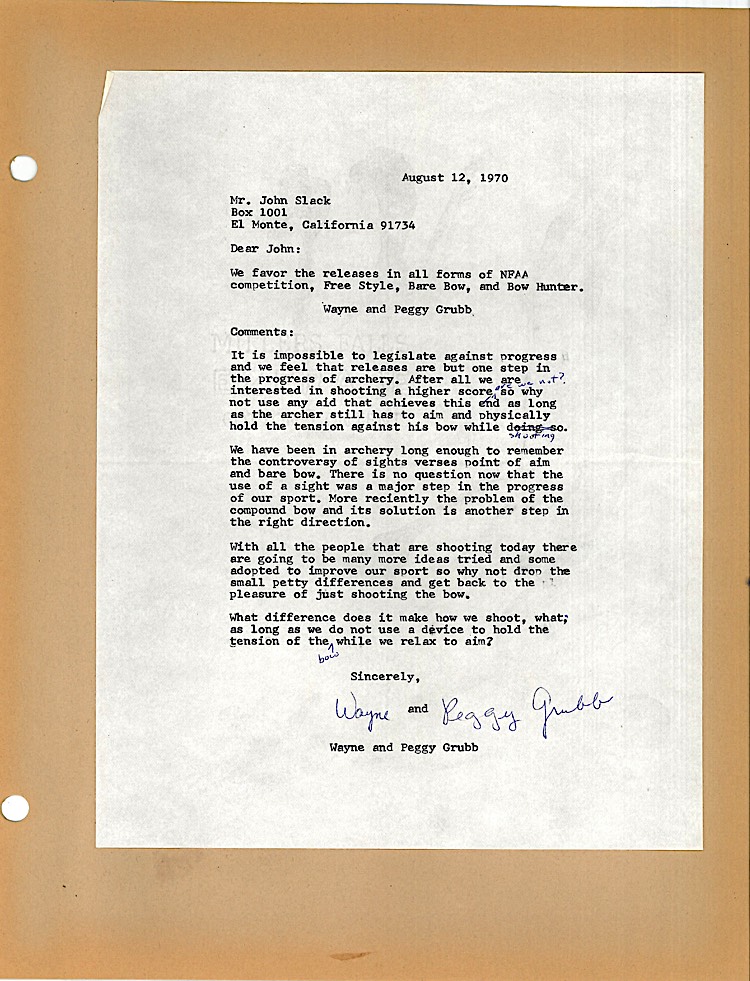 August 12, 1970
Mr. John Slack
Box 1001
El Monte, California 91734
Dear John:
We favor the releases in all forms of NFAA
competition, Free Style, Bare Bow, and Bow Hunter.
Wayne and Peggy Grubb
Comments:
It is impossible to legislate against progress
and we feel that releases are but one step in
the progress of archery. After all we are
are we not?
interested in shooting a higher score, so why
not use any aid that achieves this end as long
as the archer still has to aim and physically
hold the tension against his bow while doing so.
shooting
We have been in archery long enough to remember
the controversy of sights verses point of aim
and bare bow. There is no question now that the
use of a sight was a major step in the progress
of our sport. More reciently the problem of the
compound bow and its solution is another step in
the right direction.
With all the people that are shooting today there
are going to be many more ideas tried and some
adopted to improve our sport so why not drop the
small petty differences and get back to the
pleasure of just shooting the bow.
What difference does it make how we shoot, what;
as long as we do not use a device to hold the
tension of the while we relax to aim?
bow
Sincerely,
Wayne and Peggy Grubb
Wayne and Peggy Grubb